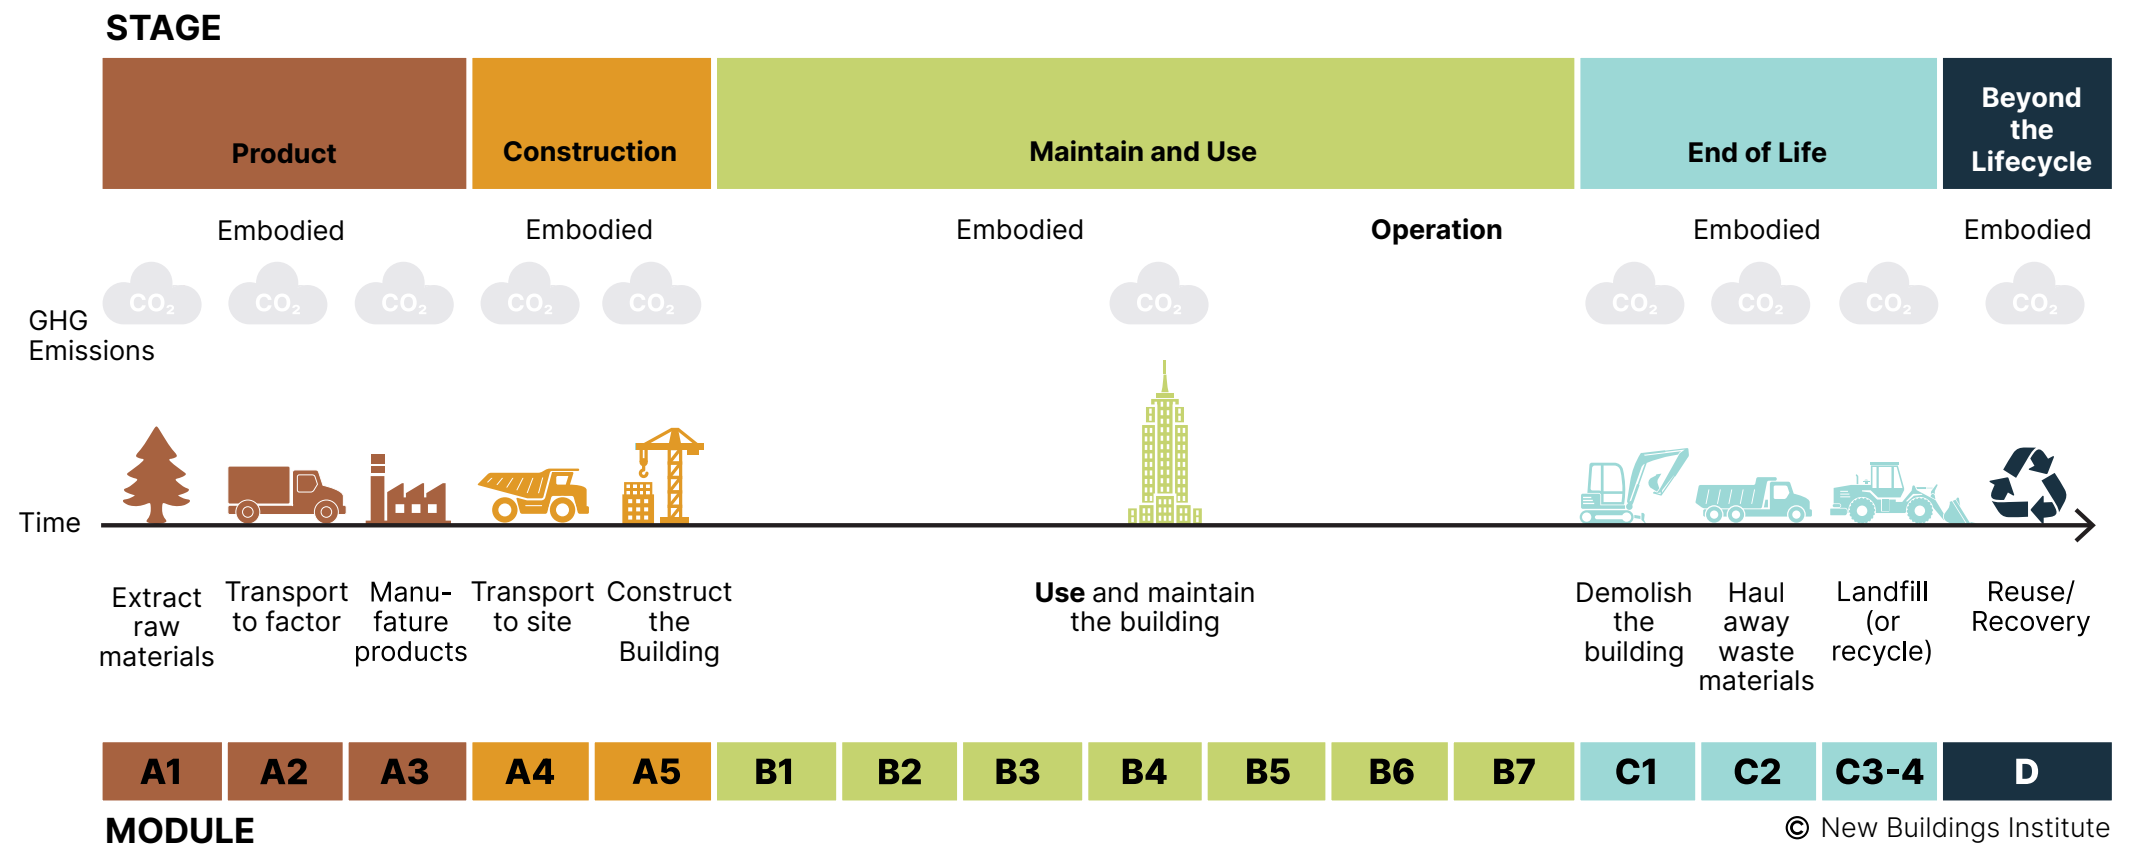 STAGE
Product
Construction
Maintain and Use
End of Life
Beyond
the
Lifecycle
Embodied
Embodied
Embodied
Operation
Embodied
Embodied
GHG
Emissions
CO₂
CO₂
CO₂
CO₂
CO₂
CO₂
CO₂
CO₂
CO₂
CO₂
Time
Extract
raw
materials
Transport
to factor
Manu-
fature
products
Transport
to site
Construct
the
Building
Use and maintain
the building
Demolish
the
building
Haul
away
waste
materials
Landfill
(or
recycle)
Reuse/
Recovery
A1
A2
A3
A4
A5
B1
B2
B3
B4
B5
B6
B7
C1
C2
C3-4
D
MODULE
© New Buildings Institute